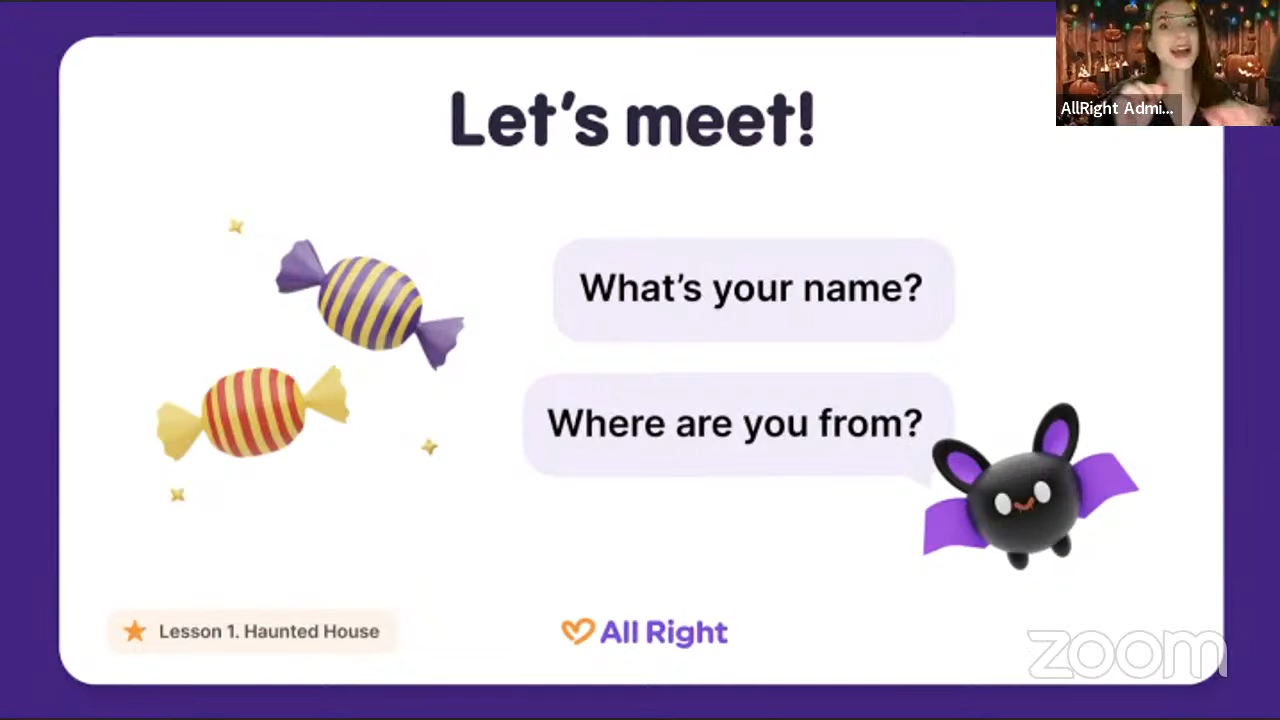 AllRight Admi...
Let's meet!
What's your name?
Where are you from?
Lesson 1. Haunted House
All Right
zoom